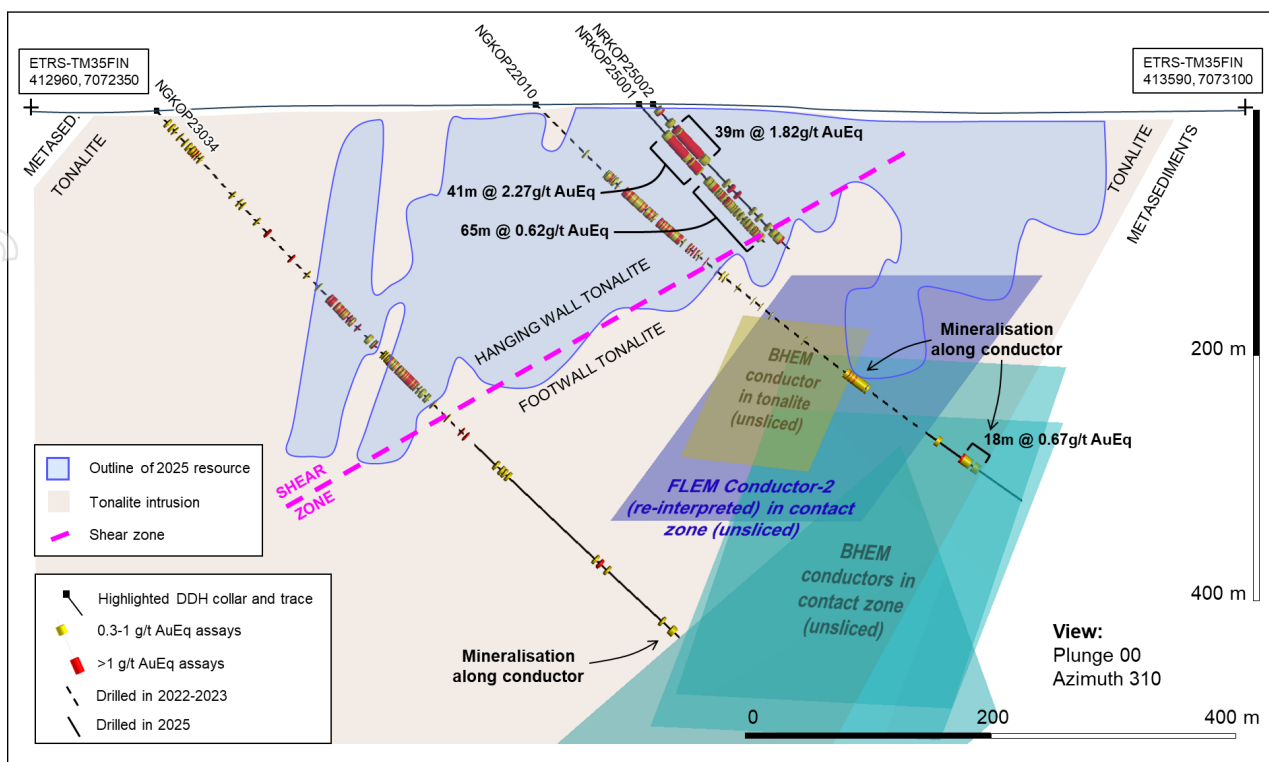 ETRS-TM35FIN
412960, 7072350
NGKOP23034
NGKOP22010
NRKOP25001
NRKOP25002
ETRS-TM35FIN
413590, 7073100
METASED.
TONALITE
39m @ 1.82g/t AuEq
41m @ 2.27g/t AuEq
65m @ 0.62g/t AuEq
TONALITE
METASEDIMENTS
HANGING WALL TONALITE
FOOTWALL TONALITE
SHEAR
ZONE
200 m
Mineralisation
along conductor
BHEM
conductor
in tonalite
(unsliced)
18m @ 0.67g/t AuEq
FLEM Conductor-2
(re-interpreted) in contact
zone (unsliced)
BHEM
conductors in
contact zone
(unsliced)
400 m
Outline of 2025 resource
Tonalite intrusion
Shear zone
Highlighted DDH collar and trace
0.3-1 g/t AuEq assays
>1 g/t AuEq assays
Drilled in 2022-2023
Drilled in 2025
Mineralisation
along conductor
View:
Plunge 00
Azimuth 310
0
200
400 m